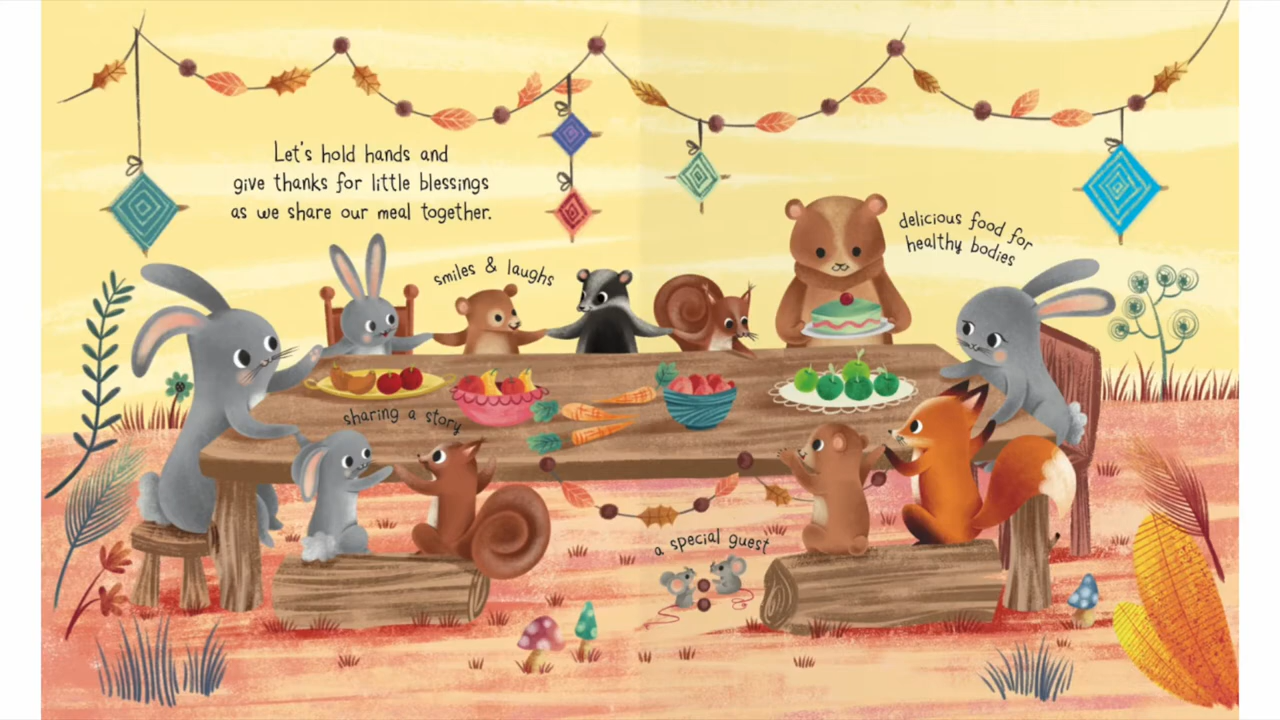 Let's hold hands and
give thanks for little blessings
as we share our meal together.
smiles & laughs
delicious food for
healthy bodies
sharing a story
a special guest